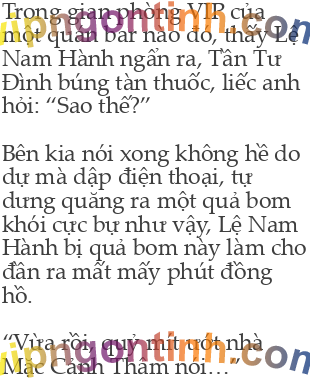 Trong gian phòng VIP của
một quán bar nào đó, thấy Lệ
Nam Hành ngẩn ra, Tần Tư
Đình búng tàn thuốc, liếc anh
hỏi: “Sao thế?”
Bên kia nói xong không hề do
dự mà dập điện thoại, tự
dưng quăng ra một quả bom
khói cực bự như vậy, Lệ Nam
Hành bị quả bom này làm cho
đần ra mất mấy phút đồng
hồ.
“Vừa rồi, quỷ mít ướt nhà
Mặc Cảnh Thâm nói…”
vipngontinh.com
vipngontinh.com